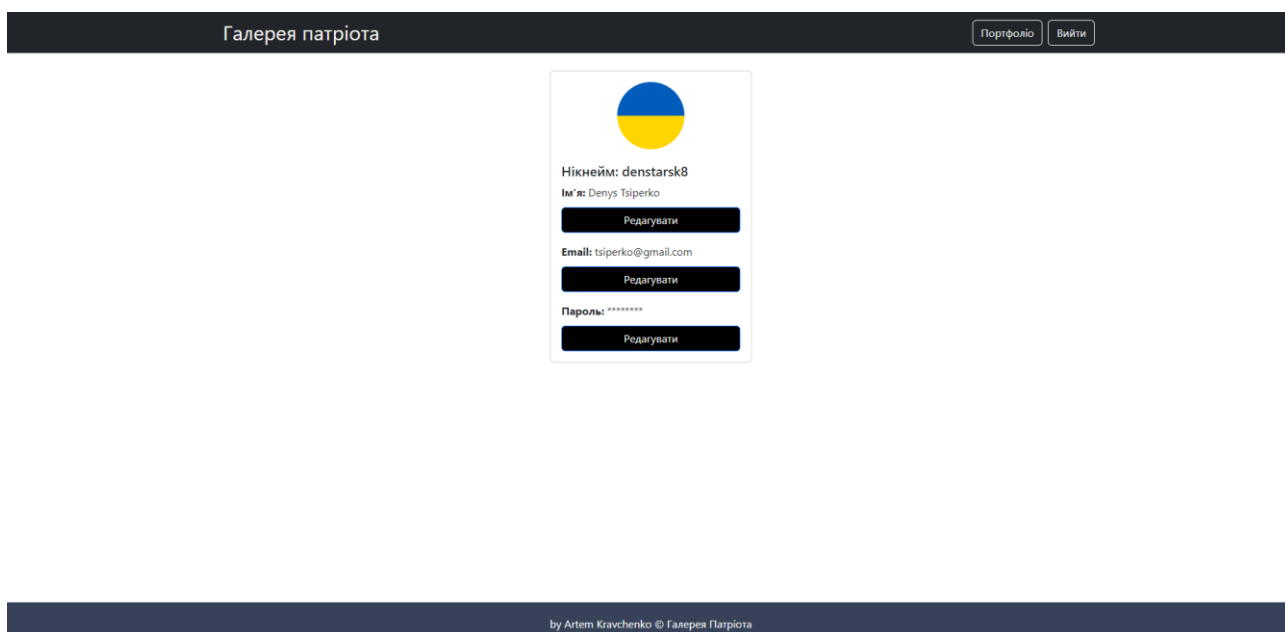 Галерея патріота
Портфоліо Вийти
Нікнейм: denstarsk8
Ім'я: Denys Tsiperko
Редагувати
Email: tsiperko@gmail.com
Редагувати
Пароль: ********
Редагувати
by Artem Kravchenko © Галерея Патріота